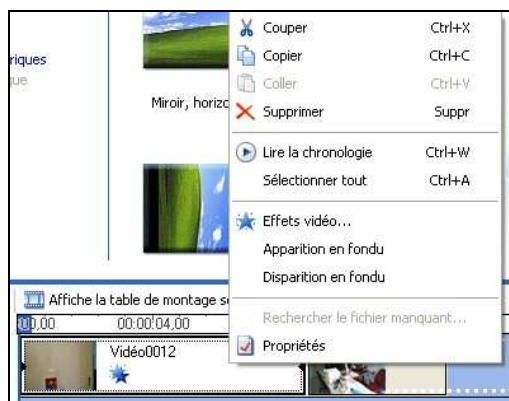 Couper Ctrl+X
riques
Copier Ctrl+C
que
Coller Ctrl+V
Miroir, horizo
Supprimer Suppr
Lire la chronologie Ctrl+W
Sélectionner tout Ctrl+A
Effets vidéo...
Apparition en fondu
Disparition en fondu
Affiche la table de montage s
Rechercher le fichier manquant...
00:00:04,00
Propriétés
Vidéo0012